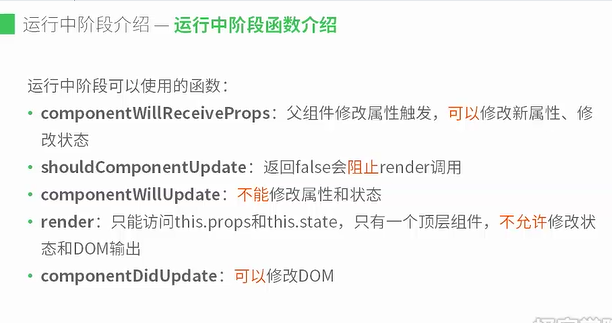 运行中阶段介绍 — 运行中阶段函数介绍
运行中阶段可以使用的函数：
• componentWillReceiveProps：父组件修改属性触发，可以修改新属性、修
改状态
• shouldComponentUpdate：返回false会阻止render调用
• componentWillUpdate：不能修改属性和状态
• render：只能访问this.props和this.state，只有一个顶层组件，不允许修改状
态和DOM输出
• componentDidUpdate：可以修改DOM